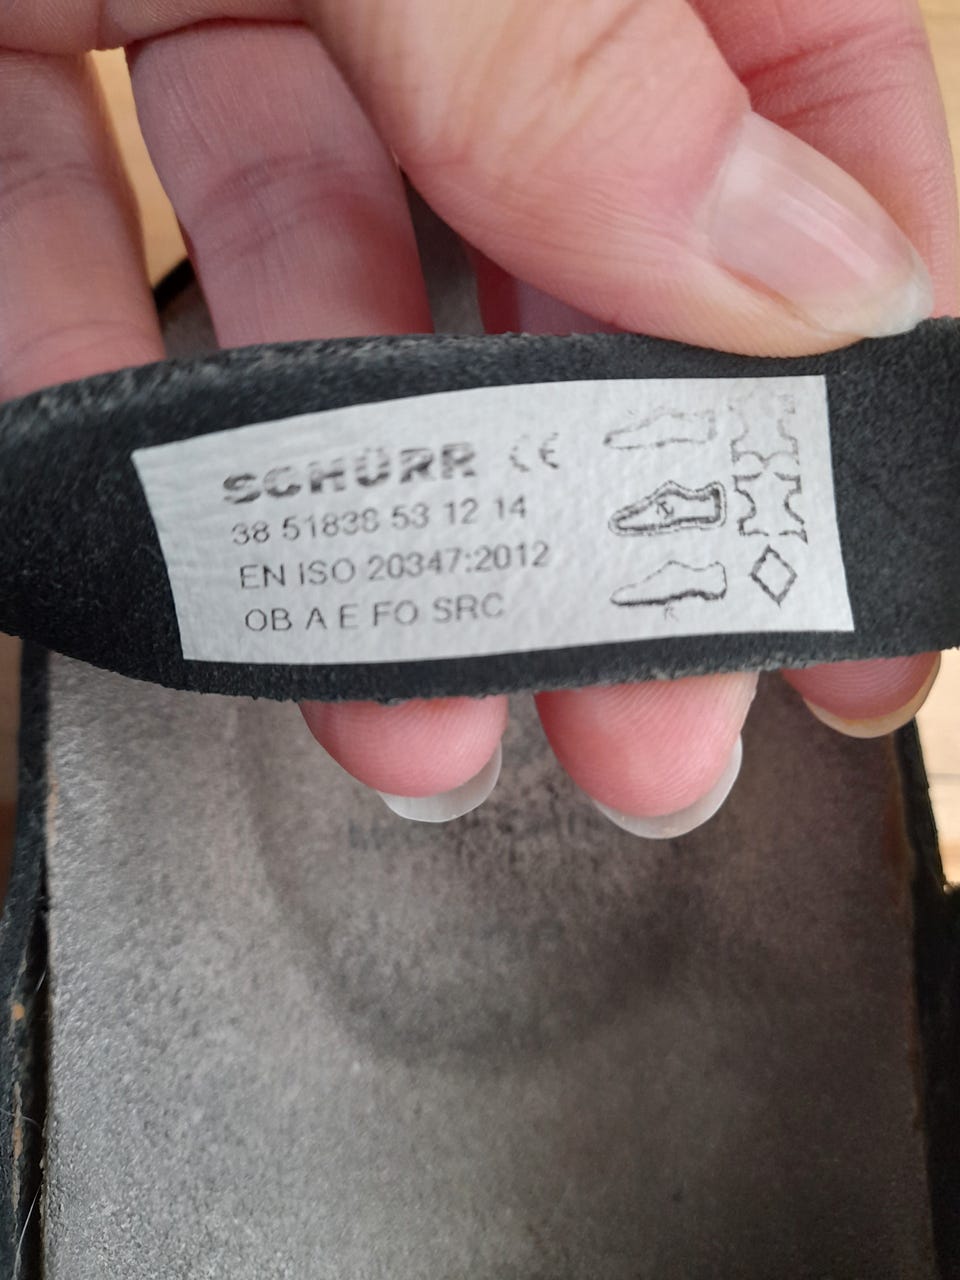 SCHÜRR CE
38 51838 53 12 14
EN ISO 20347:2012
OB A E FO SRC